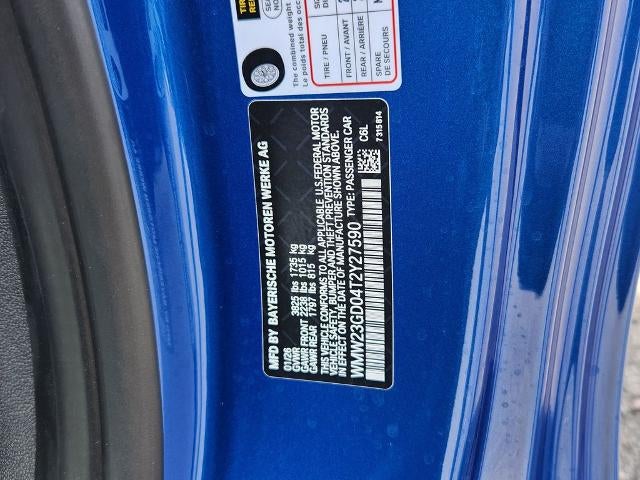 The combined weight
Le poids total des occ
TIRE / PNEU
FRONT / AVANT
REAR / ARRIÈRE
SPARE
DE SECOURS
MFD BY BAYERISCHE MOTOREN WERKE AG
01/26
GVWR 3825 lbs 1735 kg
GAWR FRONT 2238 lbs 1015 kg
GAWR REAR 1797 lbs 815 kg
THIS VEHICLE CONFORMS TO ALL APPLICABLE U.S.FEDERAL MOTOR
VEHICLE SAFETY, BUMPER AND THEFT PREVENTION STANDARDS
IN EFFECT ON THE DATE OF MANUFACTURE SHOWN ABOVE.
WMW23GD04T2Y27590 TYPE: PASSENGER CAR
C6L
7 315 814